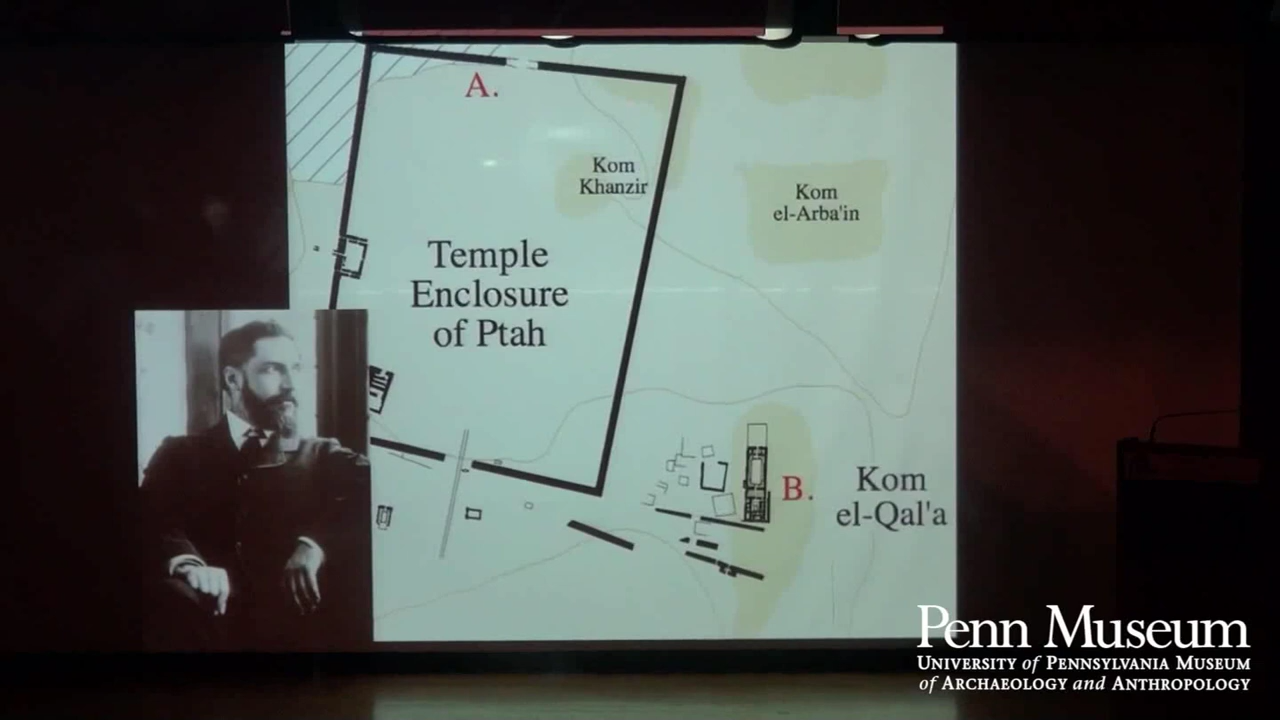 A.
Kom
Khanzir
Kom
el-Arba'in
Temple
Enclosure
of Ptah
B.
Kom
el-Qal'a
Penn Museum
UNIVERSITY of PENNSYLVANIA MUSEUM
of ARCHAEOLOGY and ANTHROPOLOGY